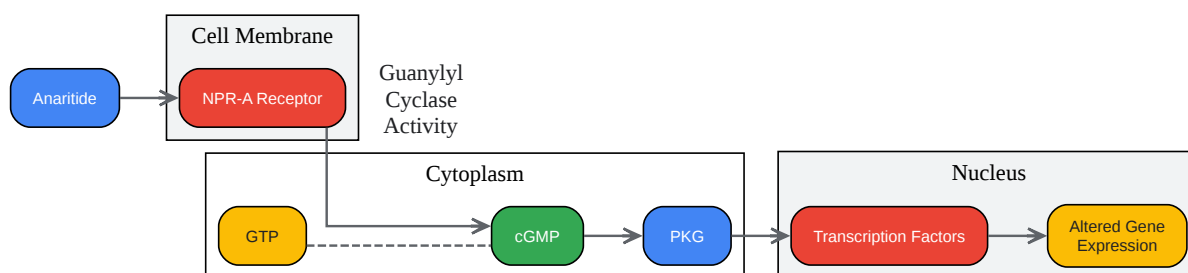 Cell Membrane
Anaritide
NPR-A Receptor
Guanylyl
Cyclase
Activity
Cytoplasm
GTP
cGMP
PKG
Nucleus
Transcription Factors
Altered Gene
Expression